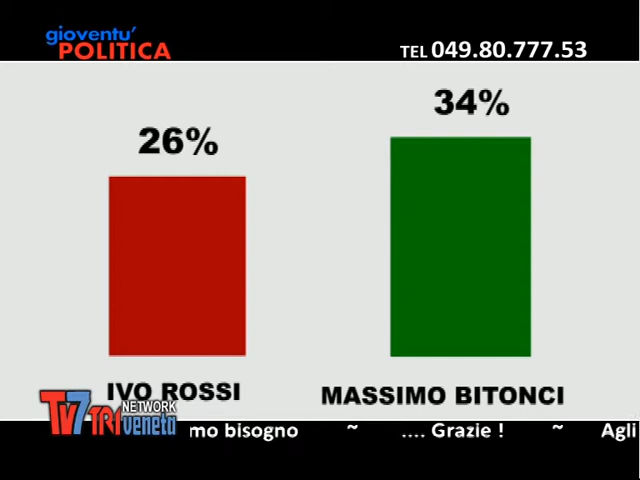 gioventu'
POLITICA
TEL 049.80.777.53
34%
26%
IVO ROSSI
MASSIMO BITONCI
TV7 TRIveneta NETWORK
mo bisogno ~ .... Grazie ! ~ Agli